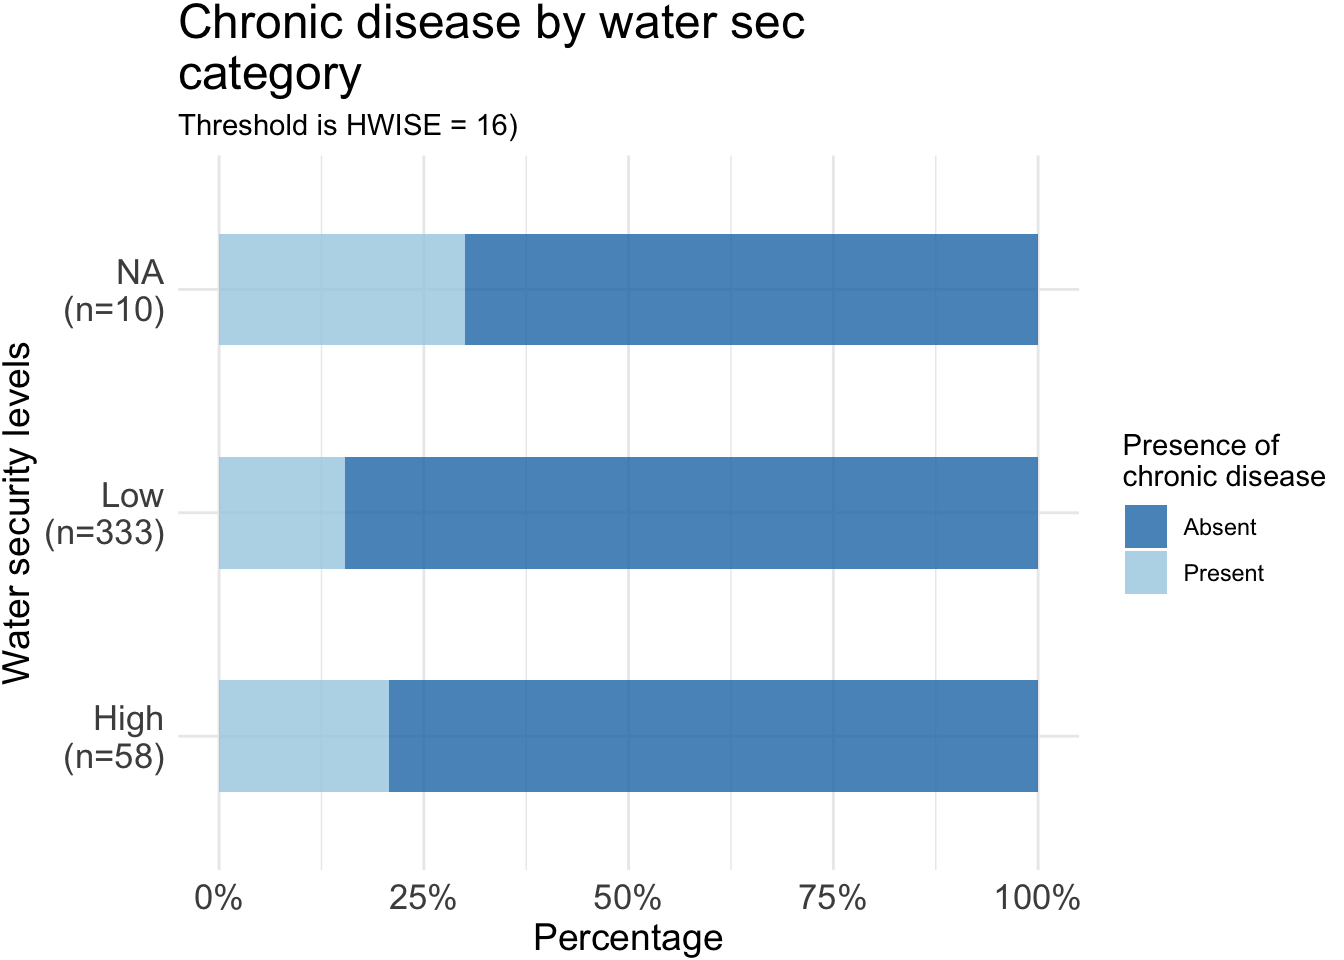 Chronic disease by water sec
category
Threshold is HWISE = 16)
Water security levels
NA
(n=10)
Low
(n=333)
High
(n=58)
0%
25%
50%
75%
100%
Percentage
Presence of
chronic disease
Absent
Present